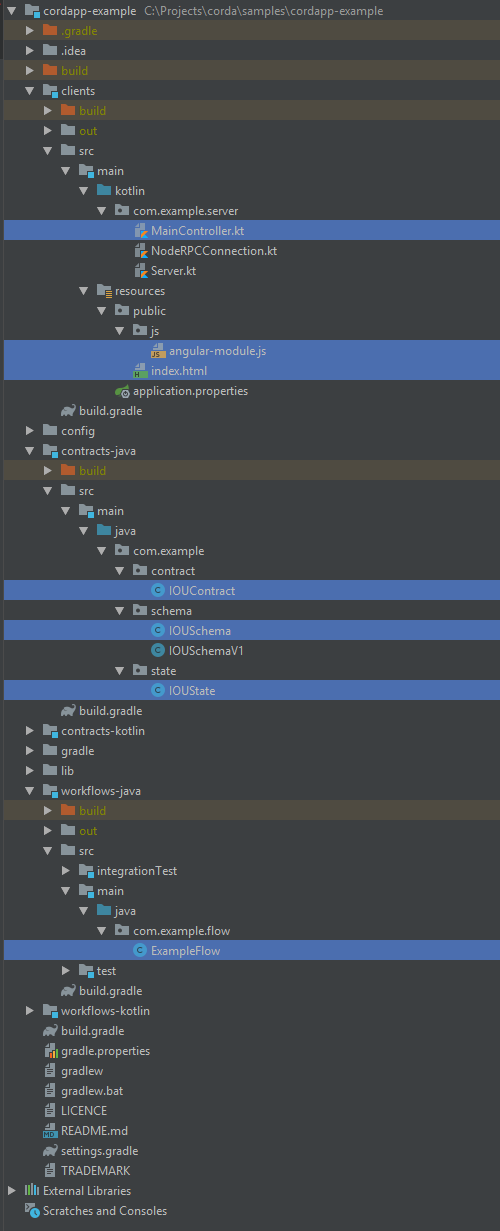 cordapp-example C:\Projects\corda\samples\cordapp-example
.gradle
.idea
build
clients
build
out
src
main
kotlin
com.example.server
MainController.kt
NodeRPCConnection.kt
Server.kt
resources
public
js
angular-module.js
index.html
application.properties
build.gradle
config
contracts-java
build
src
main
java
com.example
contract
IOUContract
schema
IOUSchema
IOUSchemaV1
state
IOUState
build.gradle
contracts-kotlin
gradle
lib
workflows-java
build
out
src
integrationTest
main
java
com.example.flow
ExampleFlow
test
build.gradle
workflows-kotlin
build.gradle
gradle.properties
gradlew
gradlew.bat
LICENCE
README.md
settings.gradle
TRADEMARK
External Libraries
Scratches and Consoles